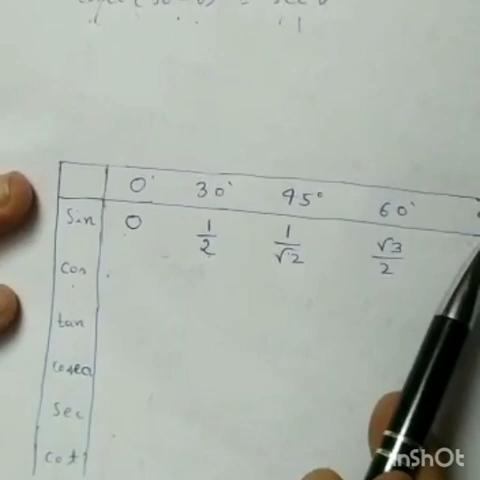 0° 30° 45° 60°
Sin 0 1/2 1/√2 √3/2
Cos
tan
Cosec
Sec
Cot
InShOt